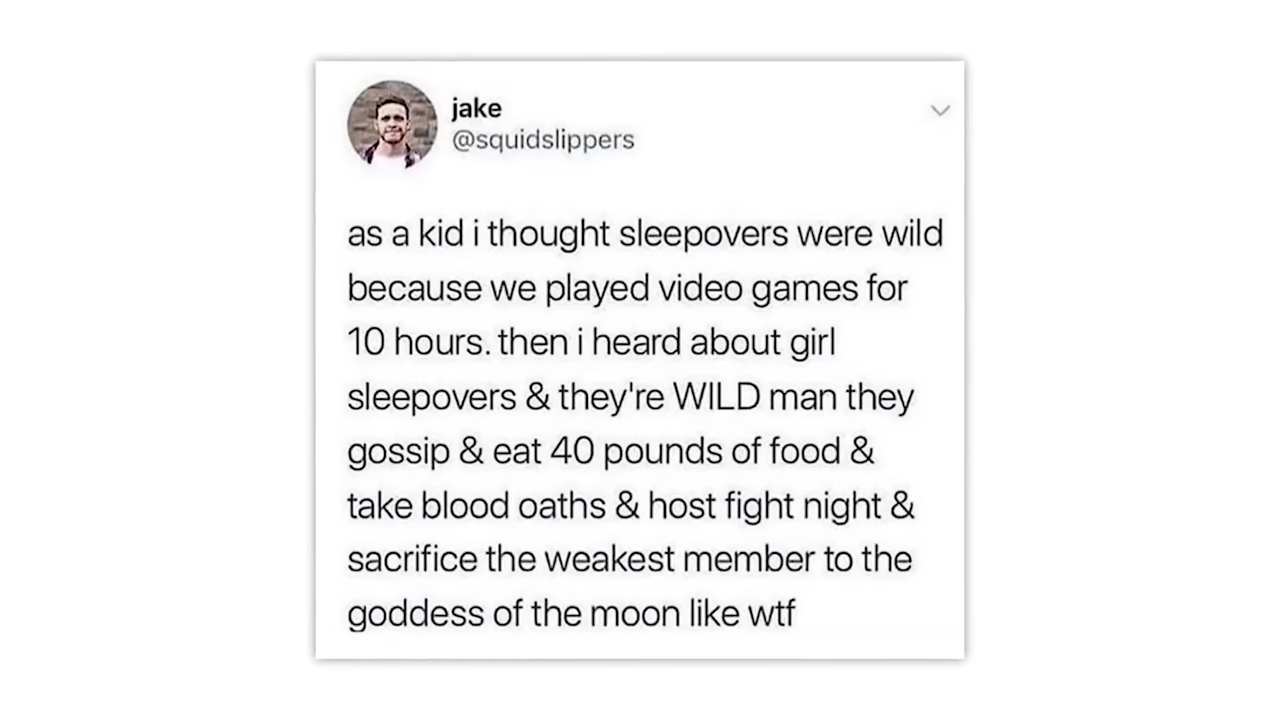 jake
@squidslippers
as a kid i thought sleepovers were wild
because we played video games for
10 hours. then i heard about girl
sleepovers & they're WILD man they
gossip & eat 40 pounds of food &
take blood oaths & host fight night &
sacrifice the weakest member to the
goddess of the moon like wtf